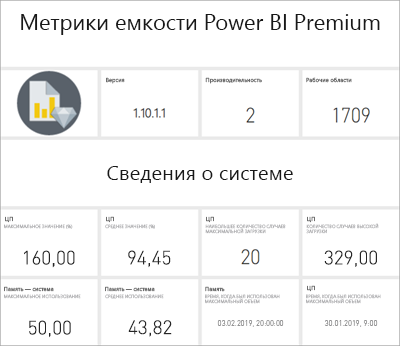 Метрики емкости Power BI Premium
Версия
1.10.1.1
Производительность
2
Рабочие области
1709
Сведения о системе
ЦП
МАКСИМАЛЬНОЕ ЗНАЧЕНИЕ (%)
160,00
ЦП
СРЕДНЕЕ ЗНАЧЕНИЕ (%)
94,45
ЦП
НАИБОЛЬШЕЕ КОЛИЧЕСТВО СЛУЧАЕВ
МАКСИМАЛЬНОЙ ЗАГРУЗКИ
20
ЦП
КОЛИЧЕСТВО СЛУЧАЕВ ВЫСОКОЙ
ЗАГРУЗКИ
329,00
Память — система
МАКСИМАЛЬНОЕ ИСПОЛЬЗОВАНИЕ
50,00
Память — система
СРЕДНЕЕ ИСПОЛЬЗОВАНИЕ
43,82
Память
ВРЕМЯ, КОГДА БЫЛ ИСПОЛЬЗОВАН
МАКСИМАЛЬНЫЙ ОБЪЕМ
03.02.2019, 20:00:00
ЦП
ВРЕМЯ, КОГДА БЫЛ ИСПОЛЬЗОВАН
МАКСИМАЛЬНЫЙ ОБЪЕМ
30.01.2019, 9:00